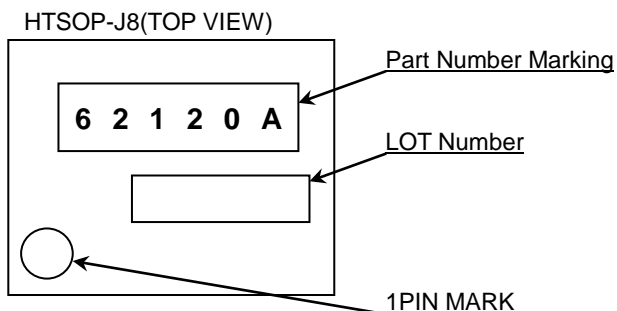 HTSOP-J8(TOP VIEW)
Part Number Marking
6 2 1 2 0 A
LOT Number
1PIN MARK